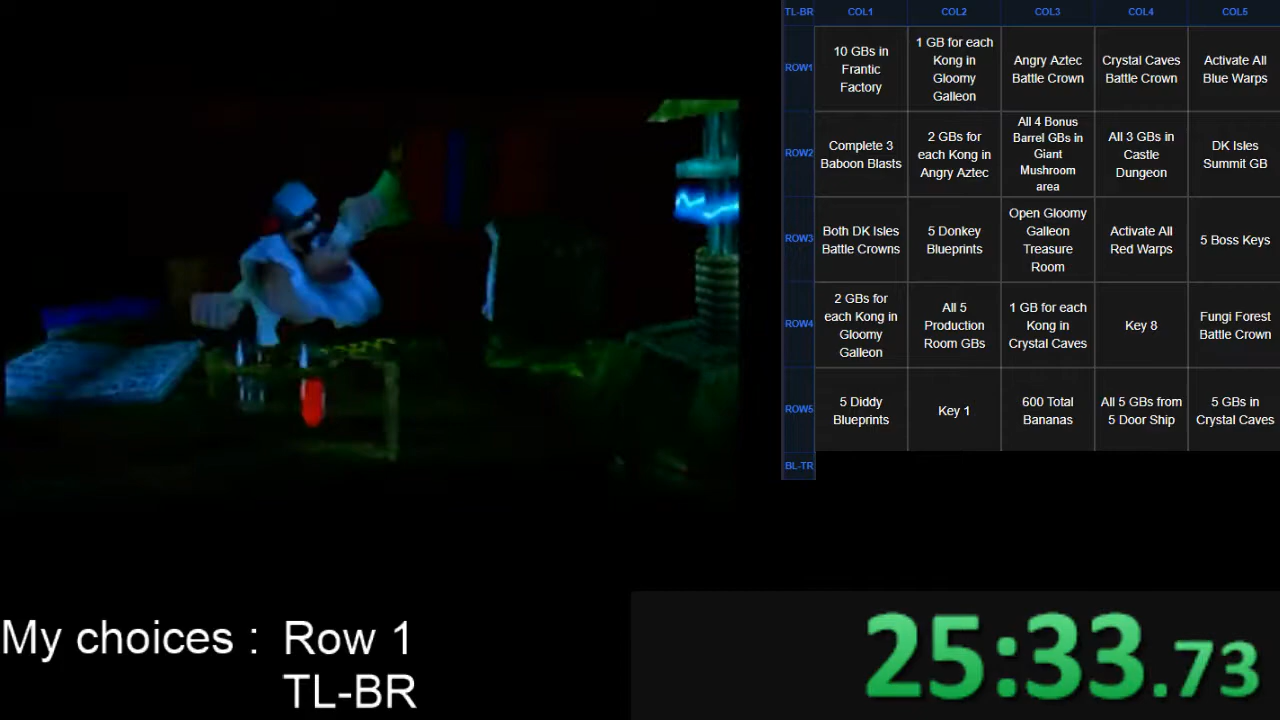 TL-BR COL1 COL2 COL3 COL4 COL5
ROW1
10 GBs in
Frantic
Factory
1 GB for each
Kong in
Gloomy
Galleon
Angry Aztec
Battle Crown
Crystal Caves
Battle Crown
Activate All
Blue Warps
ROW2
Complete 3
Baboon Blasts
2 GBs for
each Kong in
Angry Aztec
All 4 Bonus
Barrel GBs in
Giant
Mushroom
area
All 3 GBs in
Castle
Dungeon
DK Isles
Summit GB
ROW3
Both DK Isles
Battle Crowns
5 Donkey
Blueprints
Open Gloomy
Galleon
Treasure
Room
Activate All
Red Warps
5 Boss Keys
ROW4
2 GBs for
each Kong in
Gloomy
Galleon
All 5
Production
Room GBs
1 GB for each
Kong in
Crystal Caves
Key 8
Fungi Forest
Battle Crown
ROW5
5 Diddy
Blueprints
Key 1
600 Total
Bananas
All 5 GBs from
5 Door Ship
5 GBs in
Crystal Caves
BL-TR
My choices : Row 1
TL-BR
25:33.73